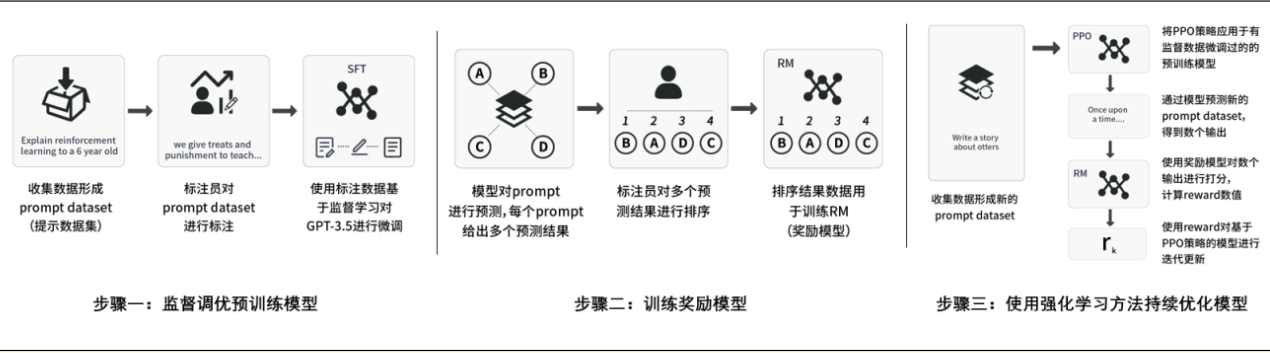 Explain reinforcement
learning to a 6 year old
收集数据形成
prompt dataset
（提示数据集）
we give treats and
punishment to teach...
标注员对
prompt dataset
进行标注
SFT
使用标注数据基
于监督学习对
GPT-3.5进行微调
步骤一：监督调优预训练模型
A B
C D
模型对prompt
进行预测，每个prompt
给出多个预测结果
1 2 3 4
B A D C
标注员对多个预
测结果进行排序
RM
1 2 3 4
B A D C
排序结果数据用
于训练RM
（奖励模型）
步骤二：训练奖励模型
Write a story
about otters
收集数据形成新的
prompt dataset
PPO
将PPO策略应用于有
监督数据微调过的的
预训练模型
Once upon
a time....
通过模型预测新的
prompt dataset，
得到数个输出
RM
使用奖励模型对数个
输出进行打分，
计算reward数值
rk
使用reward对基于
PPO策略的模型进行
迭代更新
步骤三：使用强化学习方法持续优化模型